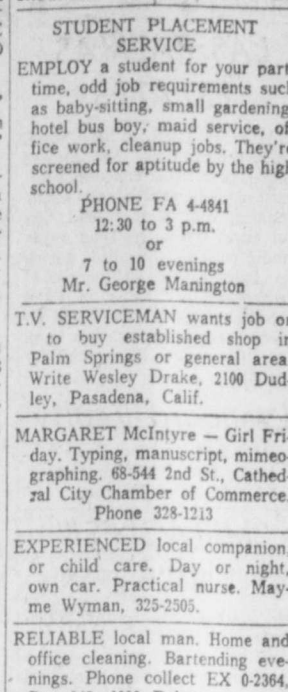 STUDENT PLACEMENT
SERVICE
EMPLOY a student for your part
time, odd job requirements suc
as baby-sitting, small gardening
hotel bus boy, maid service, of
fice work, cleanup jobs. They're
screened for aptitude by the hig
school.
PHONE FA 4-4841
12:30 to 3 p.m.
or
7 to 10 evenings
Mr. George Manington
T.V. SERVICEMAN wants job or
to buy established shop in
Palm Springs or general area
Write Wesley Drake, 2100 Dud-
ley, Pasadena, Calif.
MARGARET McIntyre — Girl Fri-
day. Typing, manuscript, mimeo-
graphing. 68-544 2nd St., Cathed-
ral City Chamber of Commerce.
Phone 328-1213
EXPERIENCED local companion,
or child care. Day or night,
own car. Practical nurse. May-
me Wyman, 325-2505.
RELIABLE local man. Home and
office cleaning. Bartending eve-
nings. Phone collect EX 0-2364.